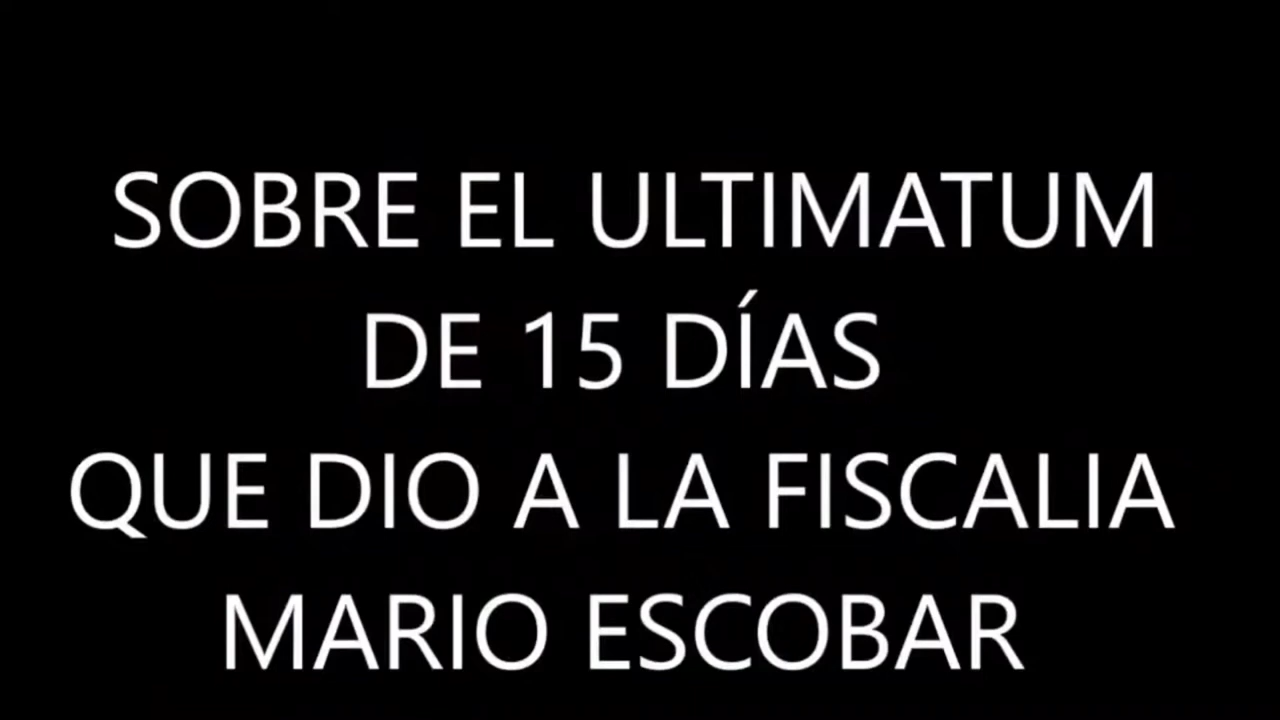 SOBRE EL ULTIMATUM
DE 15 DÍAS
QUE DIO A LA FISCALIA
MARIO ESCOBAR